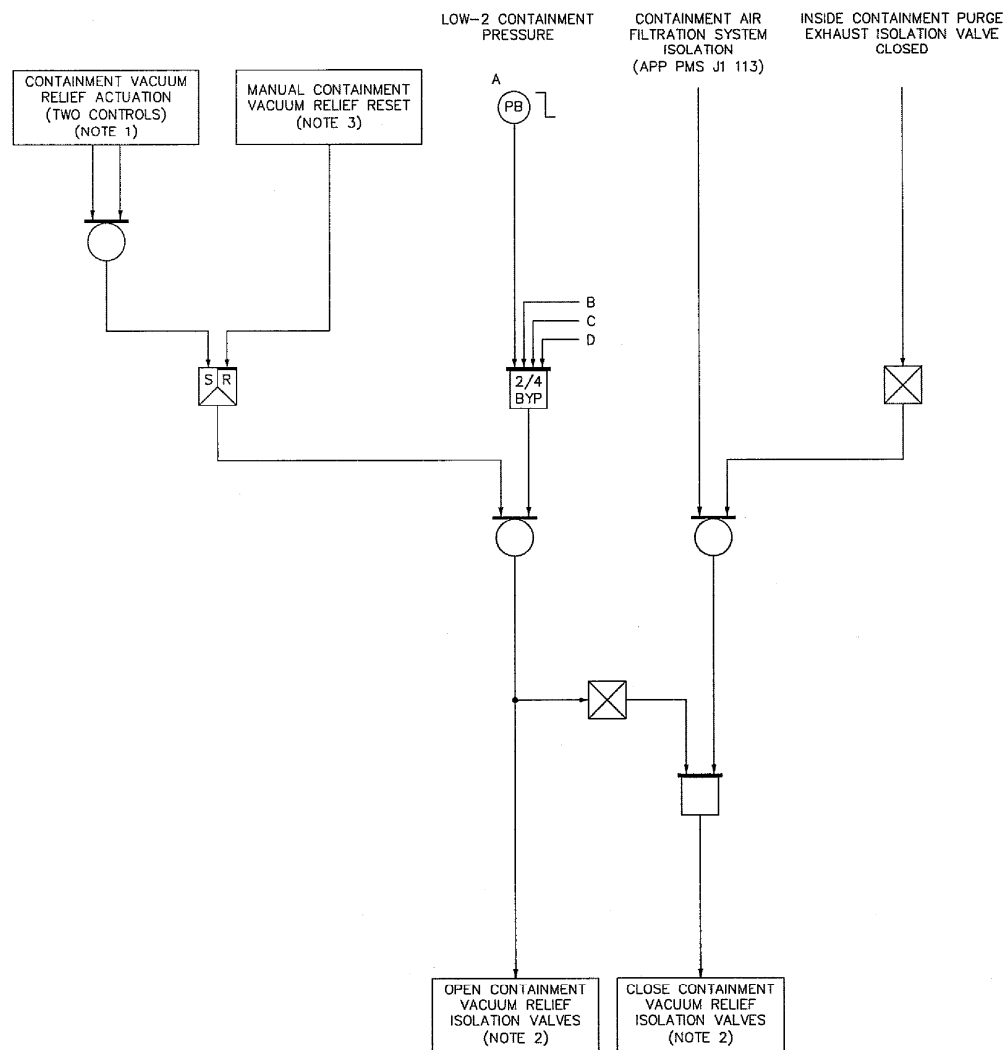 LOW-2 CONTAINMENT
PRESSURE
CONTAINMENT AIR
FILTRATION SYSTEM
ISOLATION
(APP PMS J1 113)
INSIDE CONTAINMENT PURGE
EXHAUST ISOLATION VALVE
CLOSED
CONTAINMENT VACUUM
RELIEF ACTUATION
(TWO CONTROLS)
(NOTE 1)
MANUAL CONTAINMENT
VACUUM RELIEF RESET
(NOTE 3)
A
PB
B
C
D
S R
2/4
BYP
OPEN CONTAINMENT
VACUUM RELIEF
ISOLATION VALVES
(NOTE 2)
CLOSE CONTAINMENT
VACUUM RELIEF
ISOLATION VALVES
(NOTE 2)